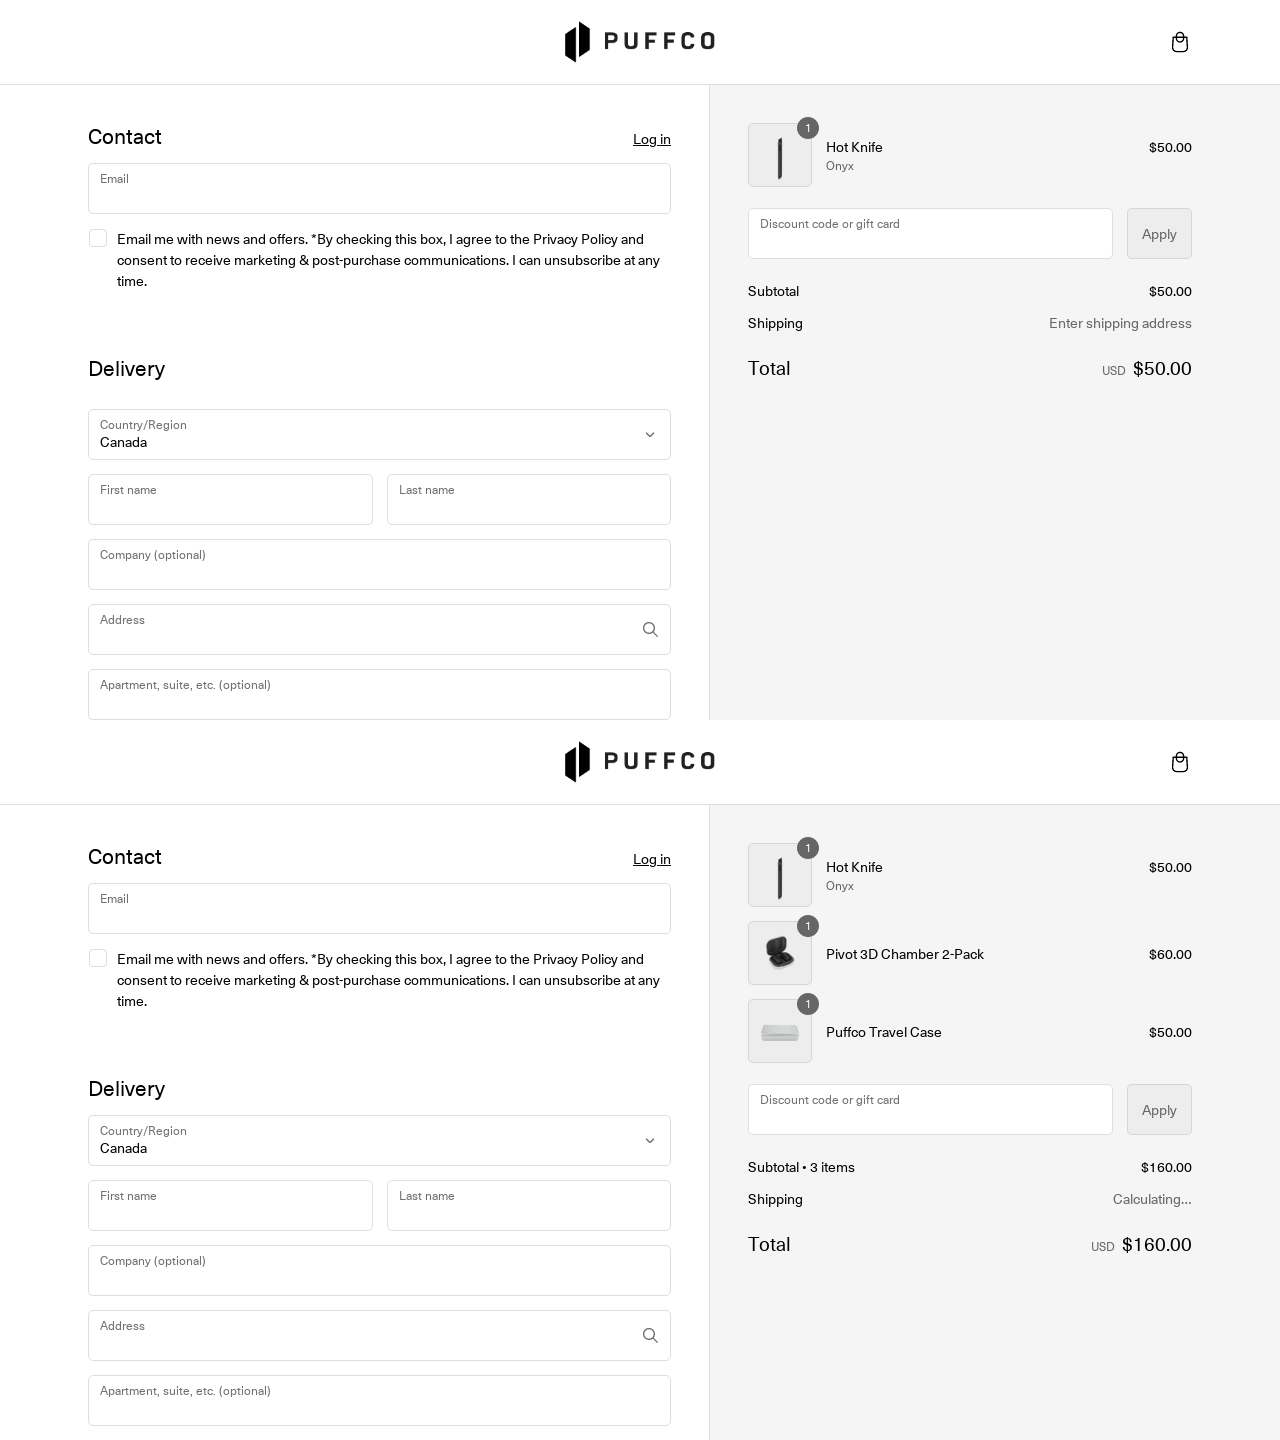 PUFFCO
Contact
Log in
Email
Email me with news and offers. *By checking this box, I agree to the Privacy Policy and
consent to receive marketing & post-purchase communications. I can unsubscribe at any
time.
Delivery
Country/Region
Canada
First name
Last name
Company (optional)
Address
Apartment, suite, etc. (optional)
1
Hot Knife
$50.00
Onyx
Discount code or gift card
Apply
Subtotal
$50.00
Shipping
Enter shipping address
Total
USD $50.00
PUFFCO
Contact
Log in
Email
Email me with news and offers. *By checking this box, I agree to the Privacy Policy and
consent to receive marketing & post-purchase communications. I can unsubscribe at any
time.
Delivery
Country/Region
Canada
First name
Last name
Company (optional)
Address
Apartment, suite, etc. (optional)
1
Hot Knife
$50.00
Onyx
1
Pivot 3D Chamber 2-Pack
$60.00
1
Puffco Travel Case
$50.00
Discount code or gift card
Apply
Subtotal • 3 items
$160.00
Shipping
Calculating...
Total
USD $160.00